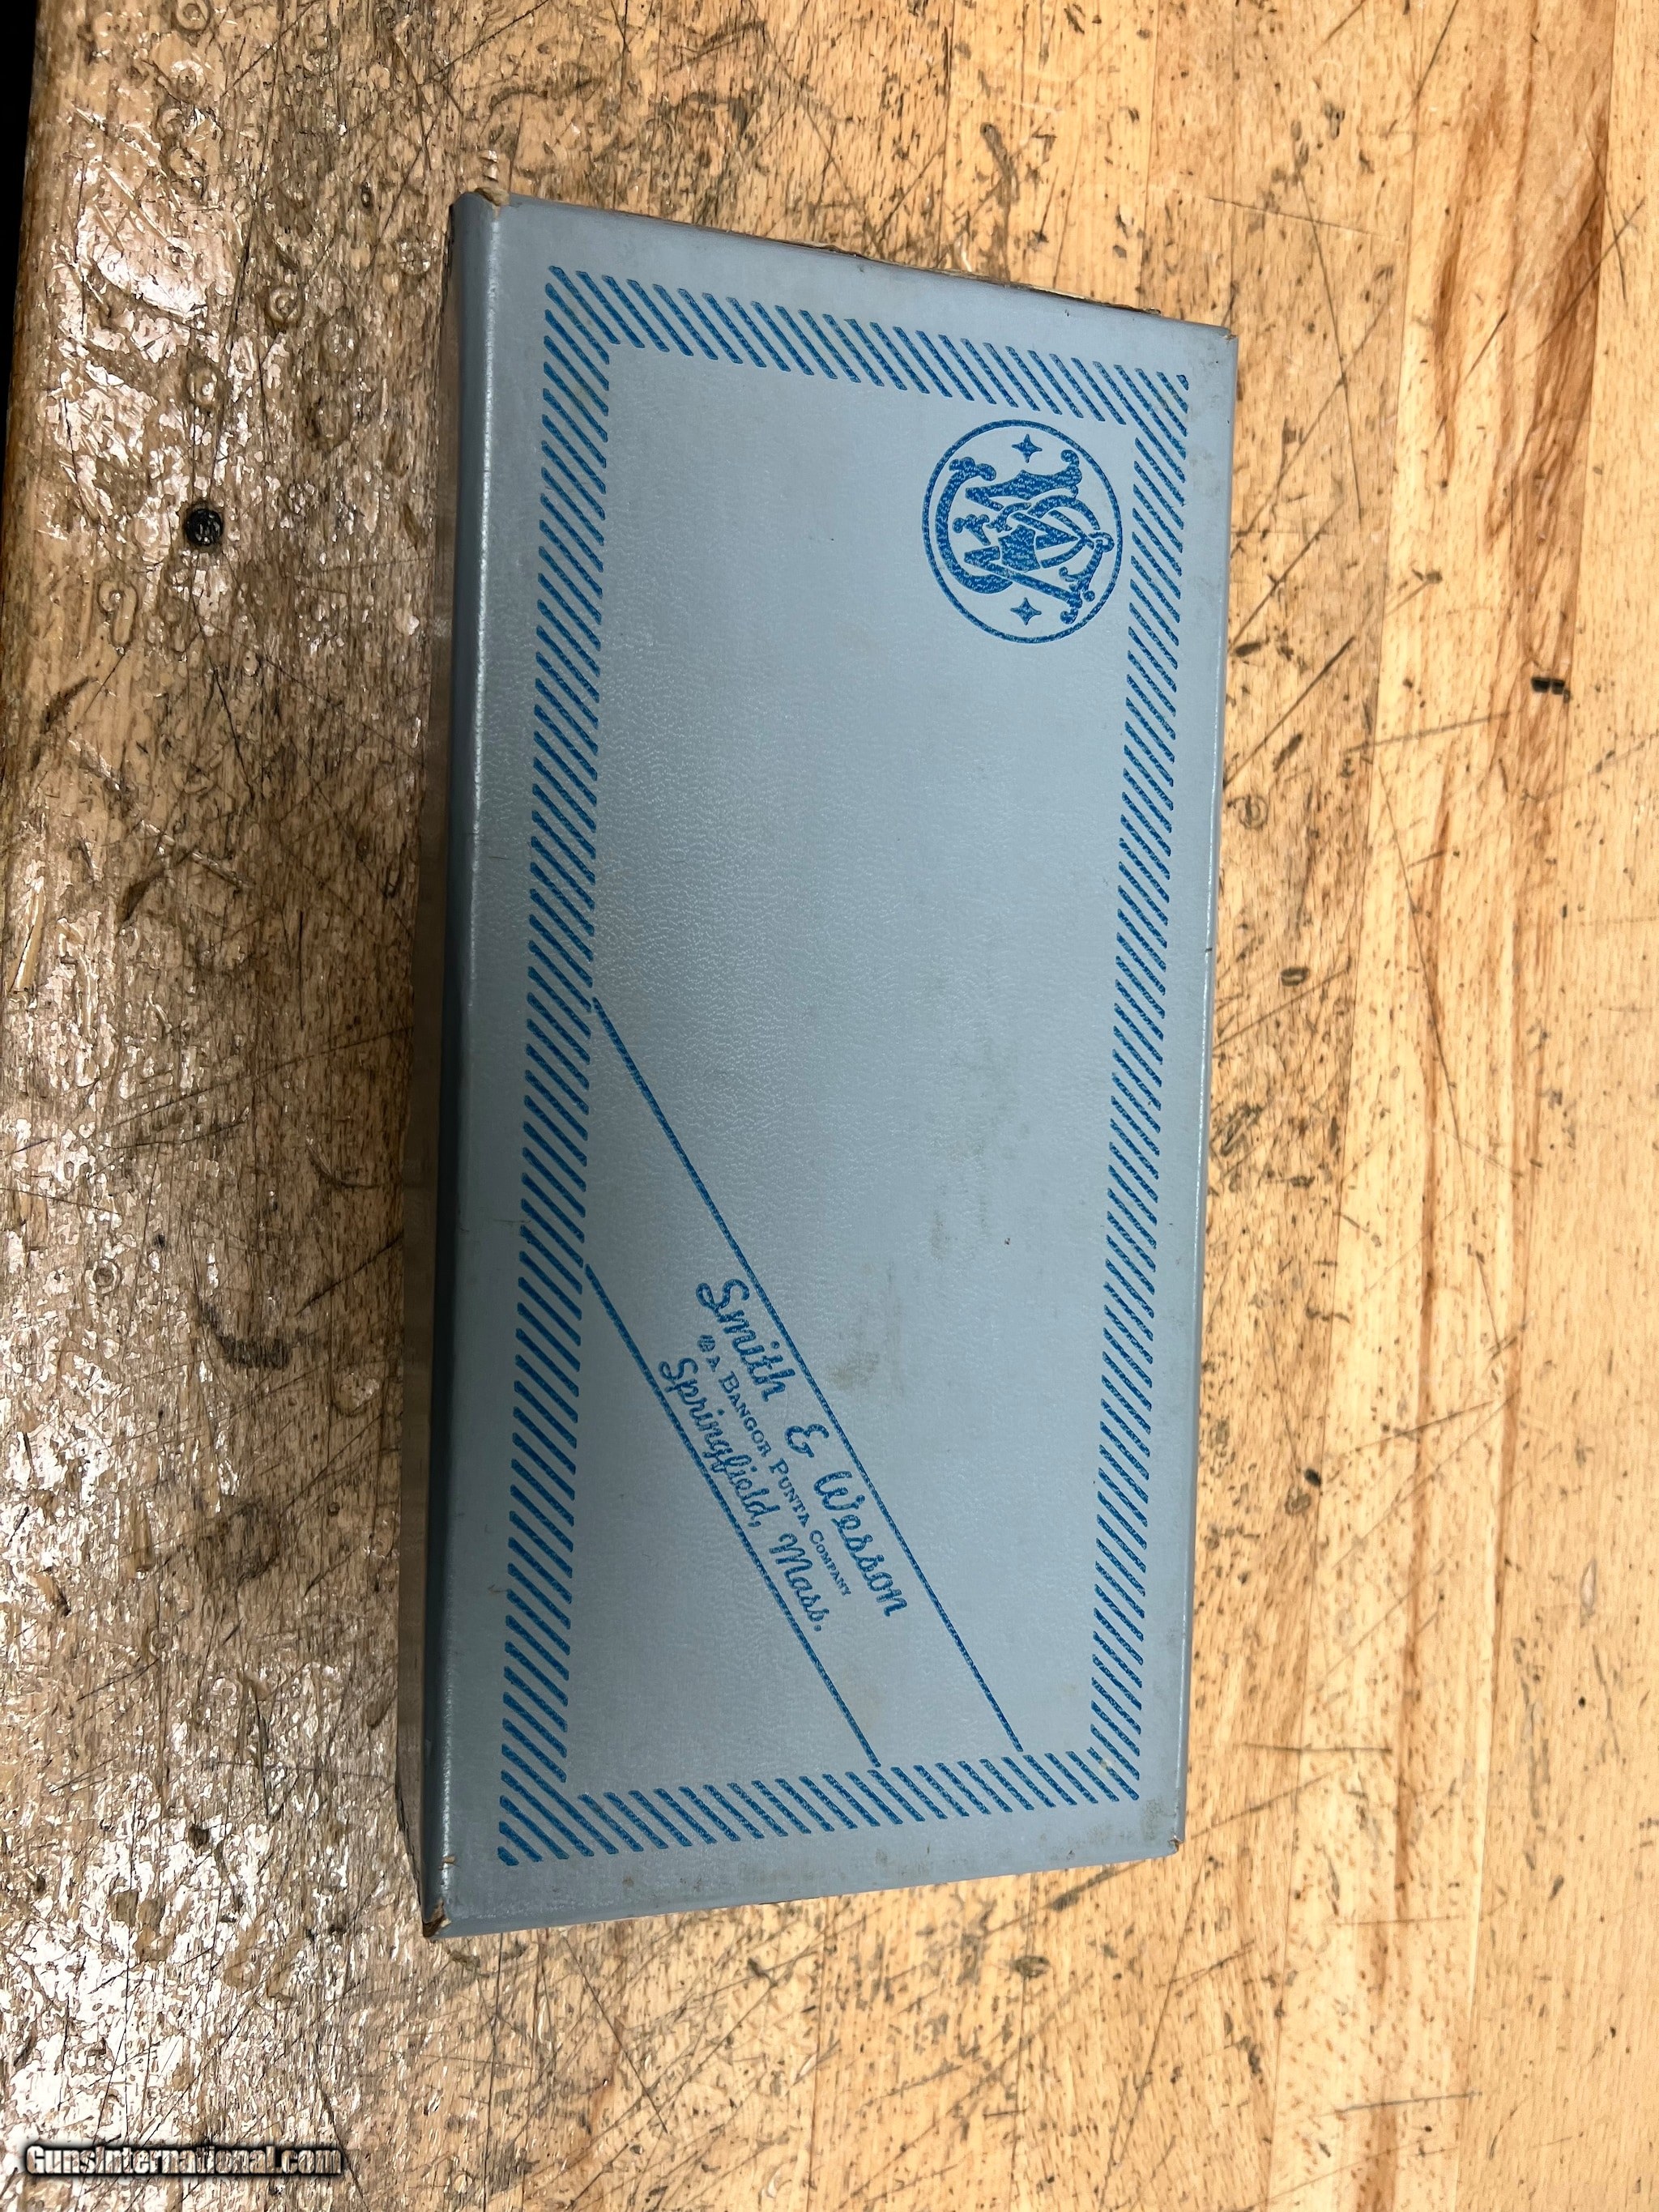 Smith & Wesson
A BANGOR PUNTA COMPANY
Springfield, Mass.
GunsInternational.com